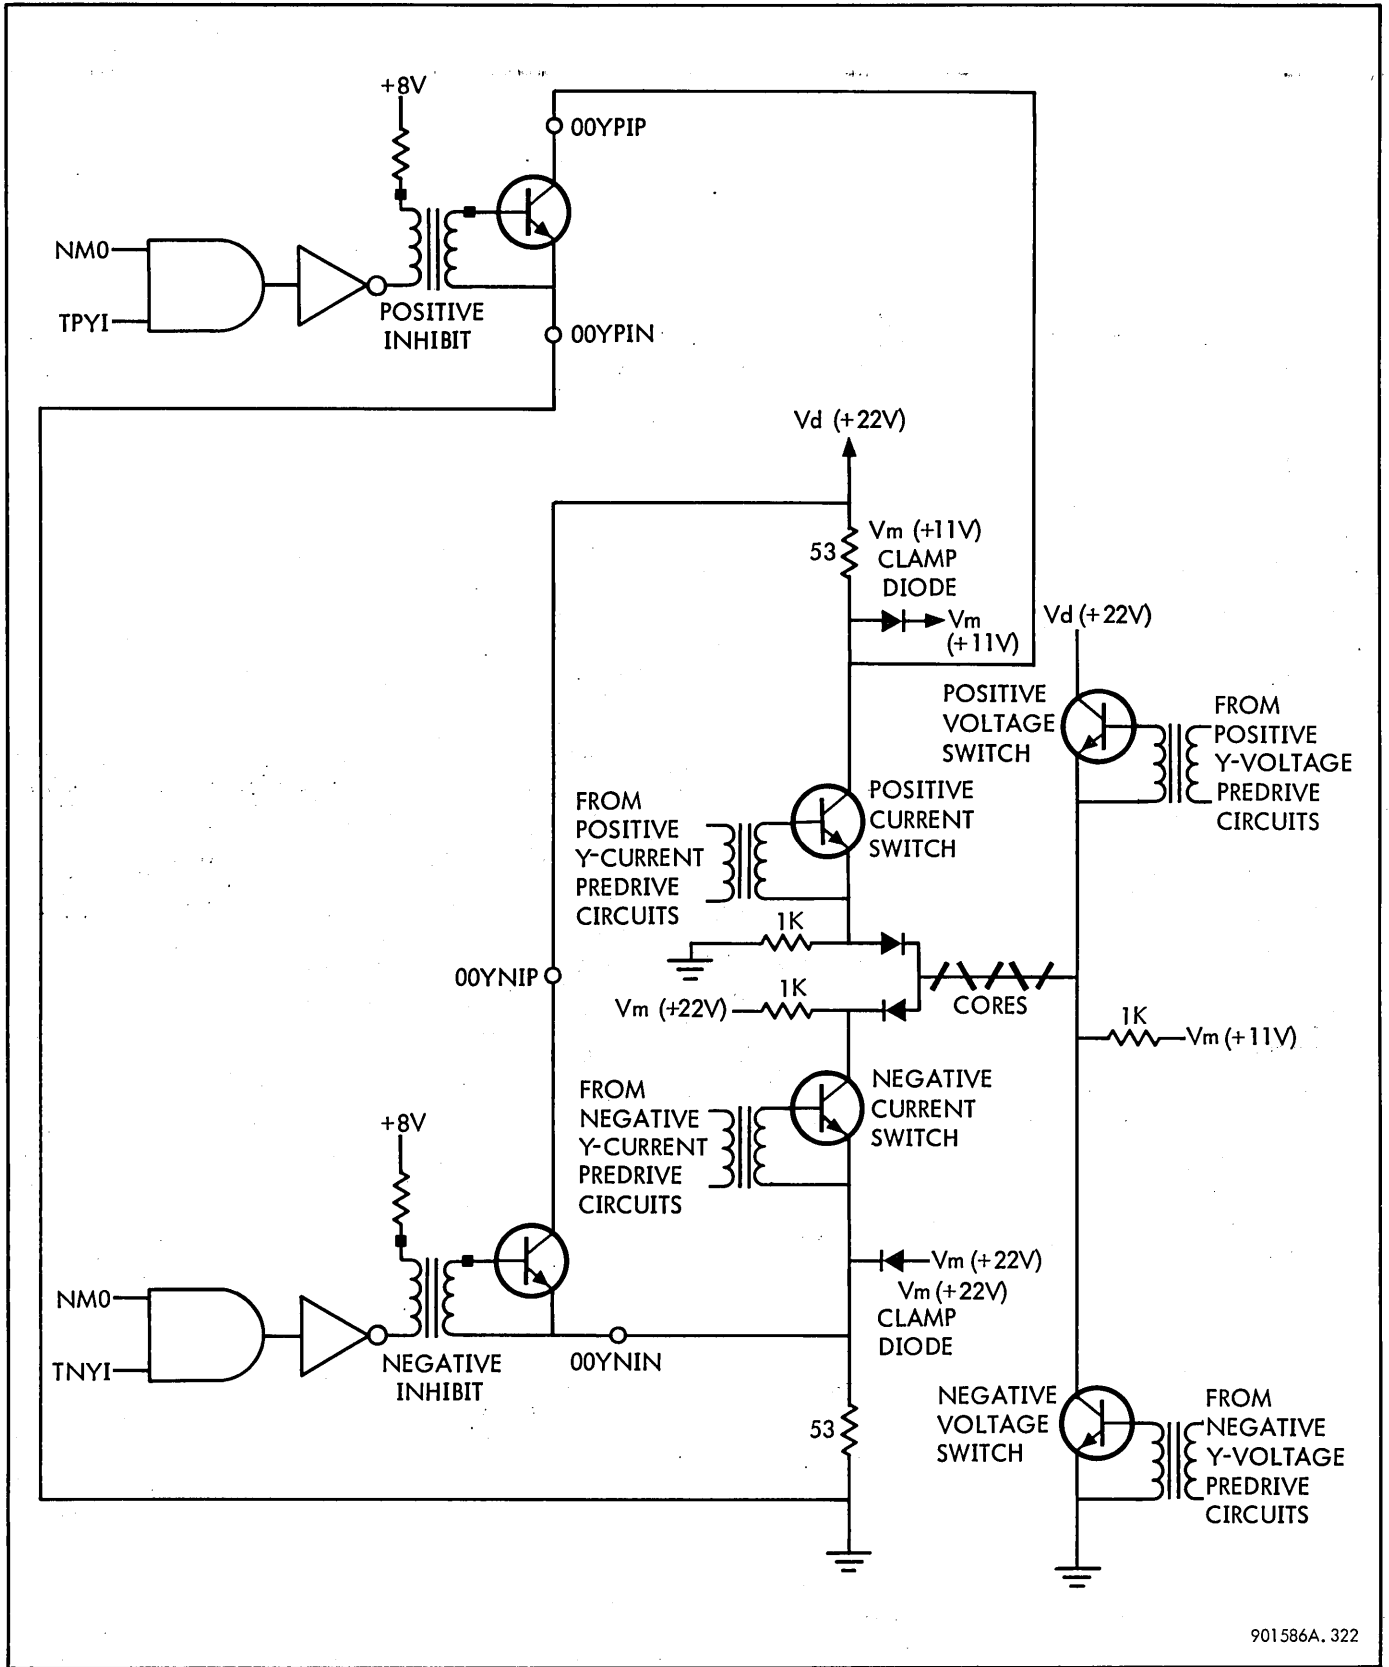 +8V
00YPIP
NM0
TPYI
POSITIVE
INHIBIT
00YPIN
Vd (+22V)
53
Vm (+11V)
CLAMP
DIODE
Vm
(+11V)
Vd (+22V)
POSITIVE
VOLTAGE
SWITCH
FROM
POSITIVE
Y-VOLTAGE
PREDRIVE
CIRCUITS
FROM
POSITIVE
Y-CURRENT
PREDRIVE
CIRCUITS
POSITIVE
CURRENT
SWITCH
1K
00YNIP
1K
Vm (+22V)
CORES
1K
Vm (+11V)
FROM
NEGATIVE
Y-CURRENT
PREDRIVE
CIRCUITS
NEGATIVE
CURRENT
SWITCH
+8V
NM0
TNYI
NEGATIVE
INHIBIT
00YNIN
Vm (+22V)
Vm (+22V)
CLAMP
DIODE
53
NEGATIVE
VOLTAGE
SWITCH
FROM
NEGATIVE
Y-VOLTAGE
PREDRIVE
CIRCUITS
901586A. 322